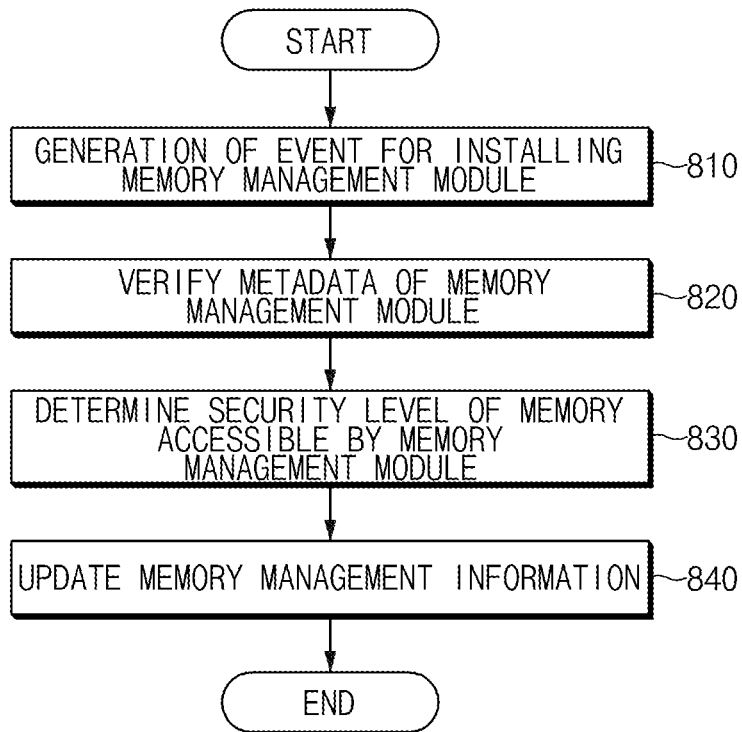 START
GENERATION OF EVENT FOR INSTALLING
MEMORY MANAGEMENT MODULE
810
VERIFY METADATA OF MEMORY
MANAGEMENT MODULE
820
DETERMINE SECURITY LEVEL OF MEMORY
ACCESSIBLE BY MEMORY
MANAGEMENT MODULE
830
UPDATE MEMORY MANAGEMENT INFORMATION
840
END